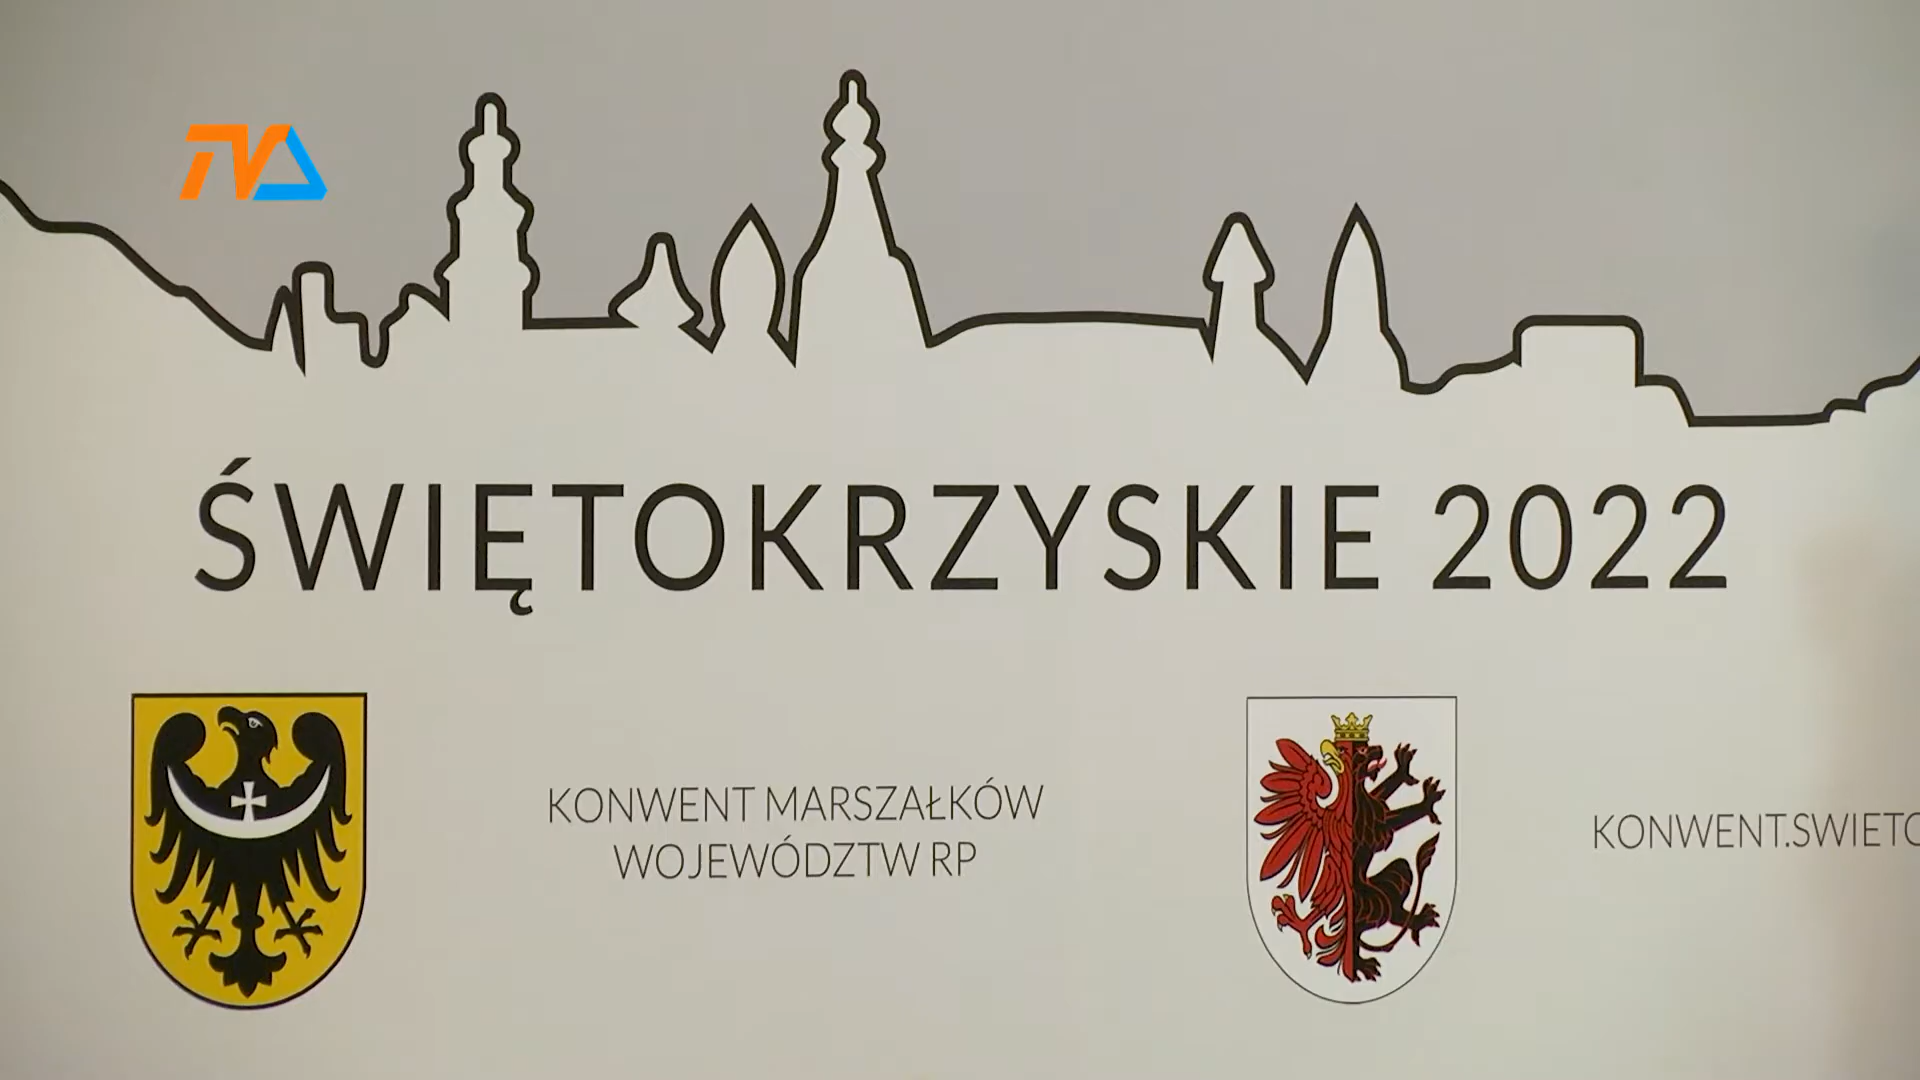 TVA
ŚWIĘTOKRZYSKIE 2022
KONWENT MARSZAŁKÓW
WOJEWÓDZTW RP
KONWENT.SWIETO